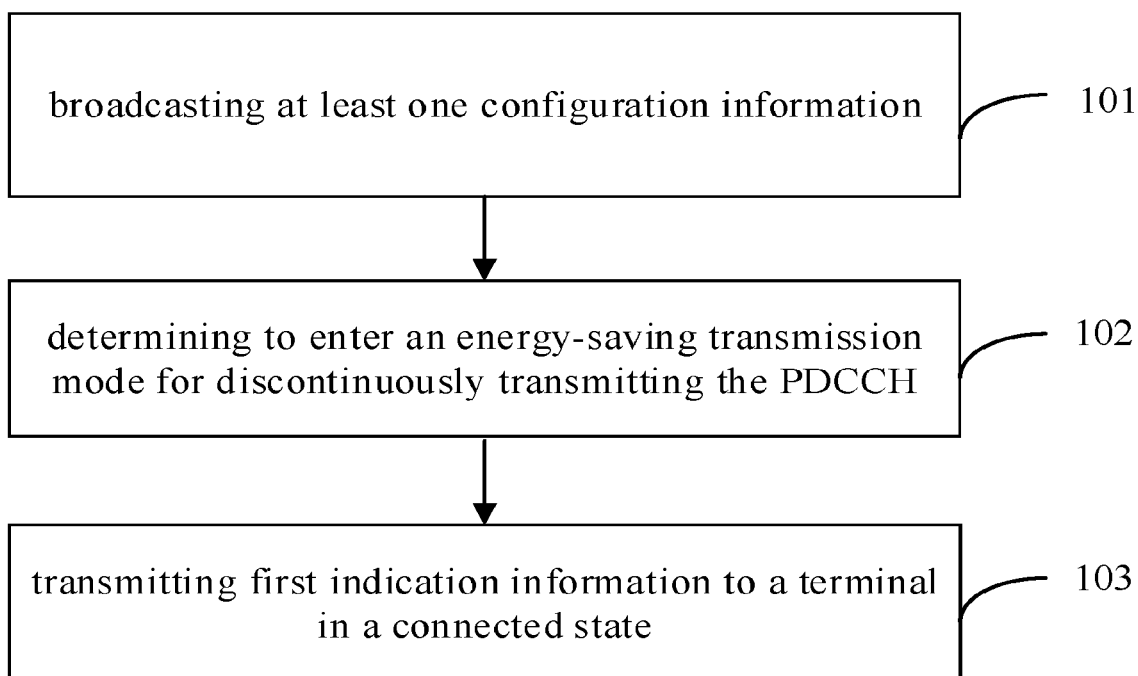 broadcasting at least one configuration information
101
determining to enter an energy-saving transmission
mode for discontinuously transmitting the PDCCH
102
transmitting first indication information to a terminal
in a connected state
103